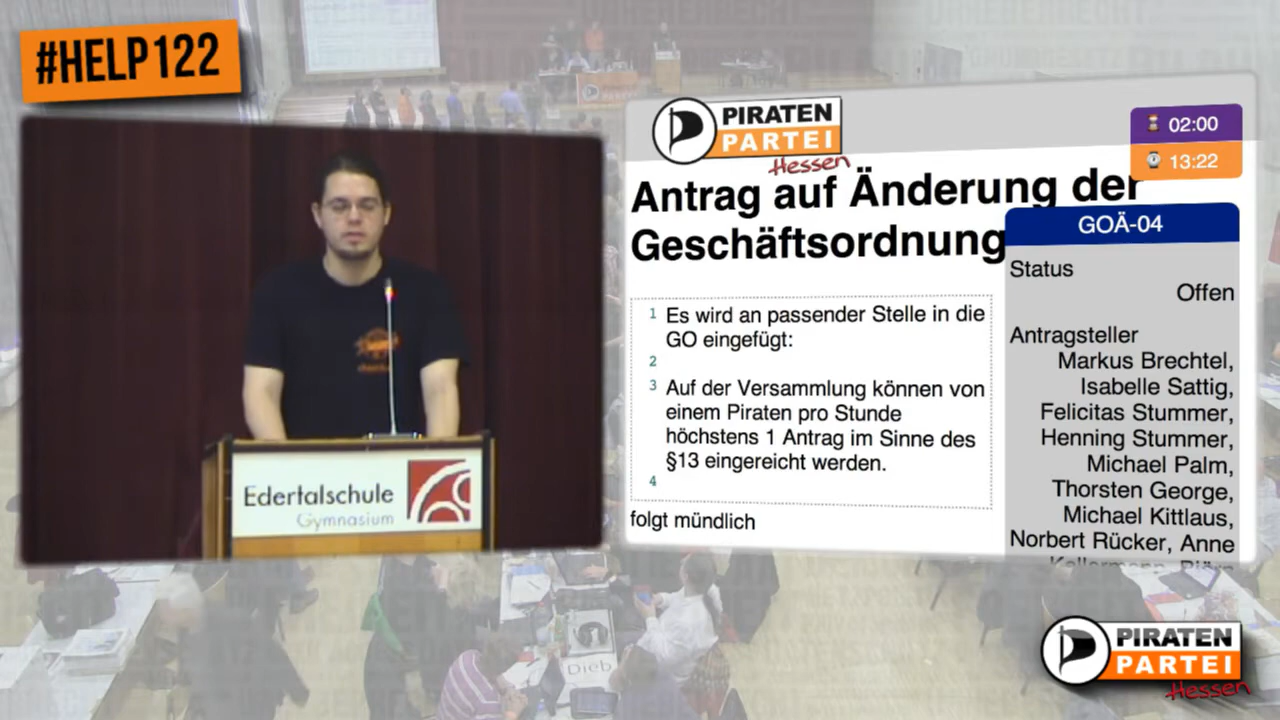 #HELP122
PIRATEN
PARTEI
Hessen
02:00
13:22
Antrag auf Änderung der
Geschäftsordnung
GOÄ-04
Status
Offen
1 Es wird an passender Stelle in die
GO eingefügt:
2
3 Auf der Versammlung können von
einem Piraten pro Stunde
höchstens 1 Antrag im Sinne des
§13 eingereicht werden.
4
folgt mündlich
Antragsteller
Markus Brechtel,
Isabelle Sattig,
Felicitas Stummer,
Henning Stummer,
Michael Palm,
Thorsten George,
Michael Kittlaus,
Norbert Rücker, Anne
Edertalschule
Gymnasium
Dieb
PIRATEN
PARTEI
Hessen